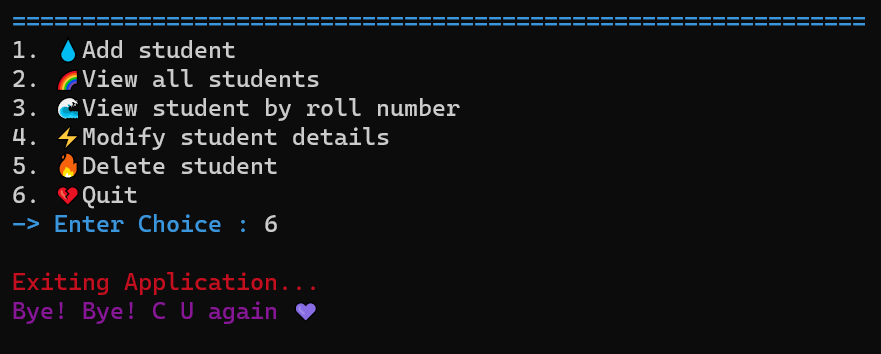 =============================================================
1. 💧Add student
2. 🌈View all students
3. 🌊View student by roll number
4. ⚡Modify student details
5. 🔥Delete student
6. 💔Quit
-> Enter Choice : 6
Exiting Application...
Bye! Bye! C U again 💜